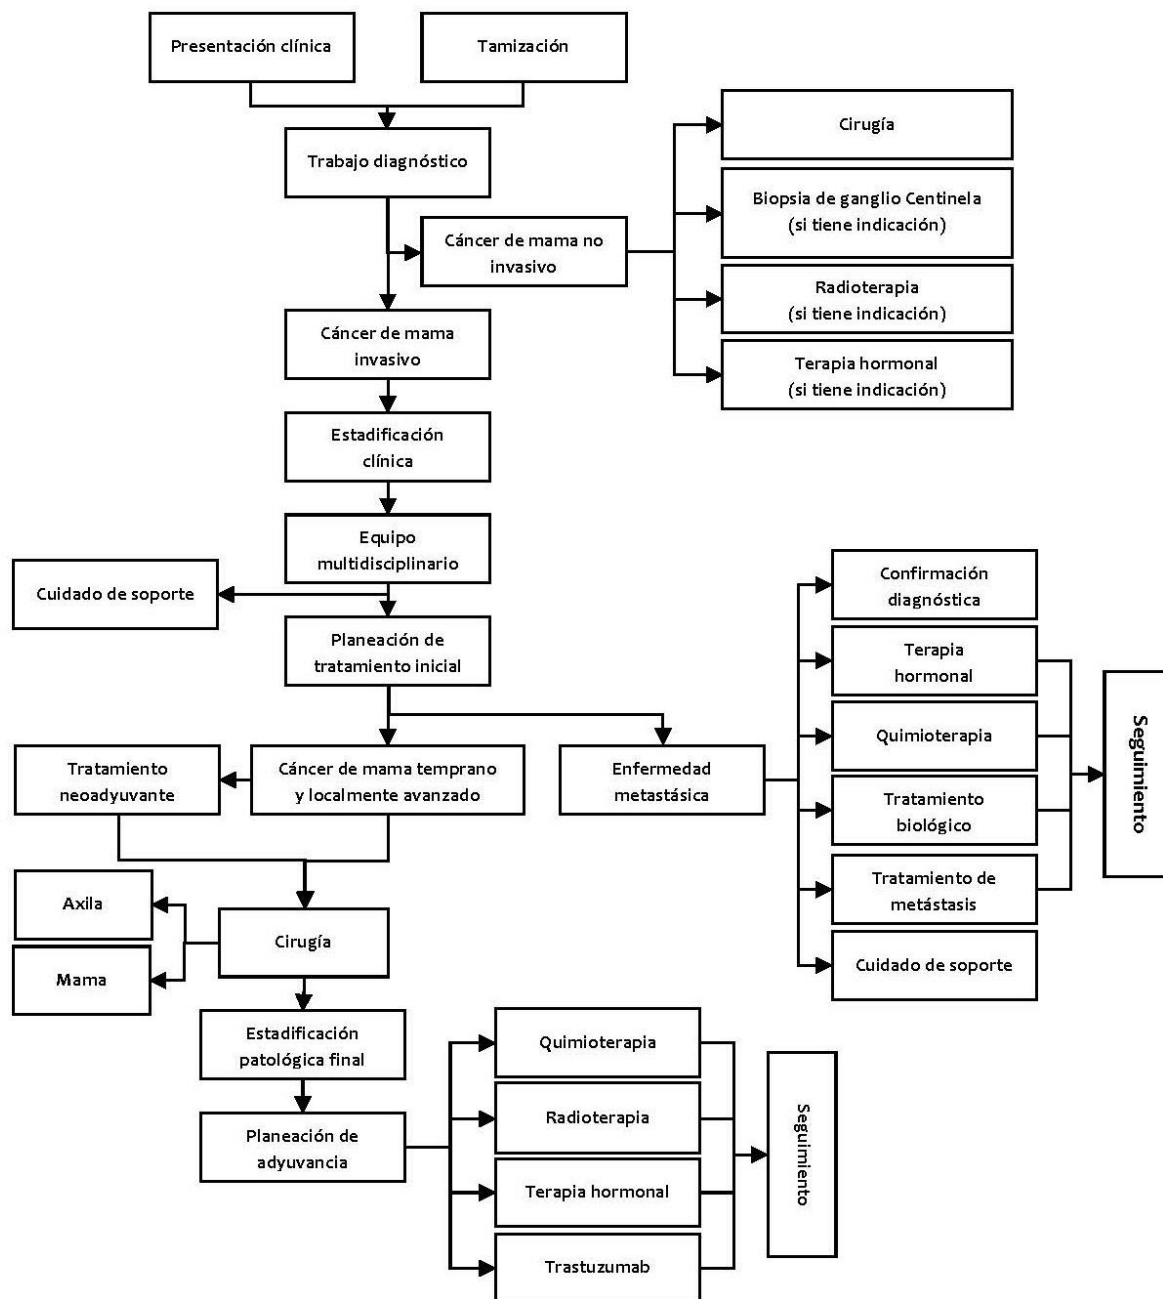 Presentación clínica
Tamización
Trabajo diagnóstico
Cáncer de mama no
invasivo
Cirugía
Biopsia de ganglio Centinela
(si tiene indicación)
Radioterapia
(si tiene indicación)
Terapia hormonal
(si tiene indicación)
Cáncer de mama
invasivo
Estadificación
clínica
Equipo
multidisciplinario
Cuidado de soporte
Planeación de
tratamiento inicial
Tratamiento
neoadyuvante
Cáncer de mama temprano
y localmente avanzado
Enfermedad
metastásica
Confirmación
diagnóstica
Terapia
hormonal
Quimioterapia
Tratamiento
biológico
Tratamiento de
metástasis
Cuidado de soporte
Seguimiento
Axila
Mama
Cirugía
Estadificación
patológica final
Planeación de
adyuvancia
Quimioterapia
Radioterapia
Terapia hormonal
Trastuzumab
Seguimiento